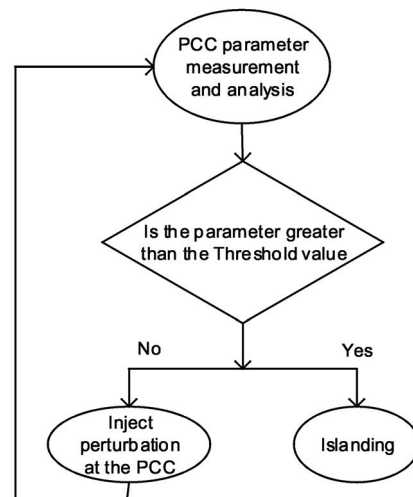 PCC parameter
measurement
and analysis
Is the parameter greater
than the Threshold value
No
Yes
Inject
perturbation
at the PCC
Islanding